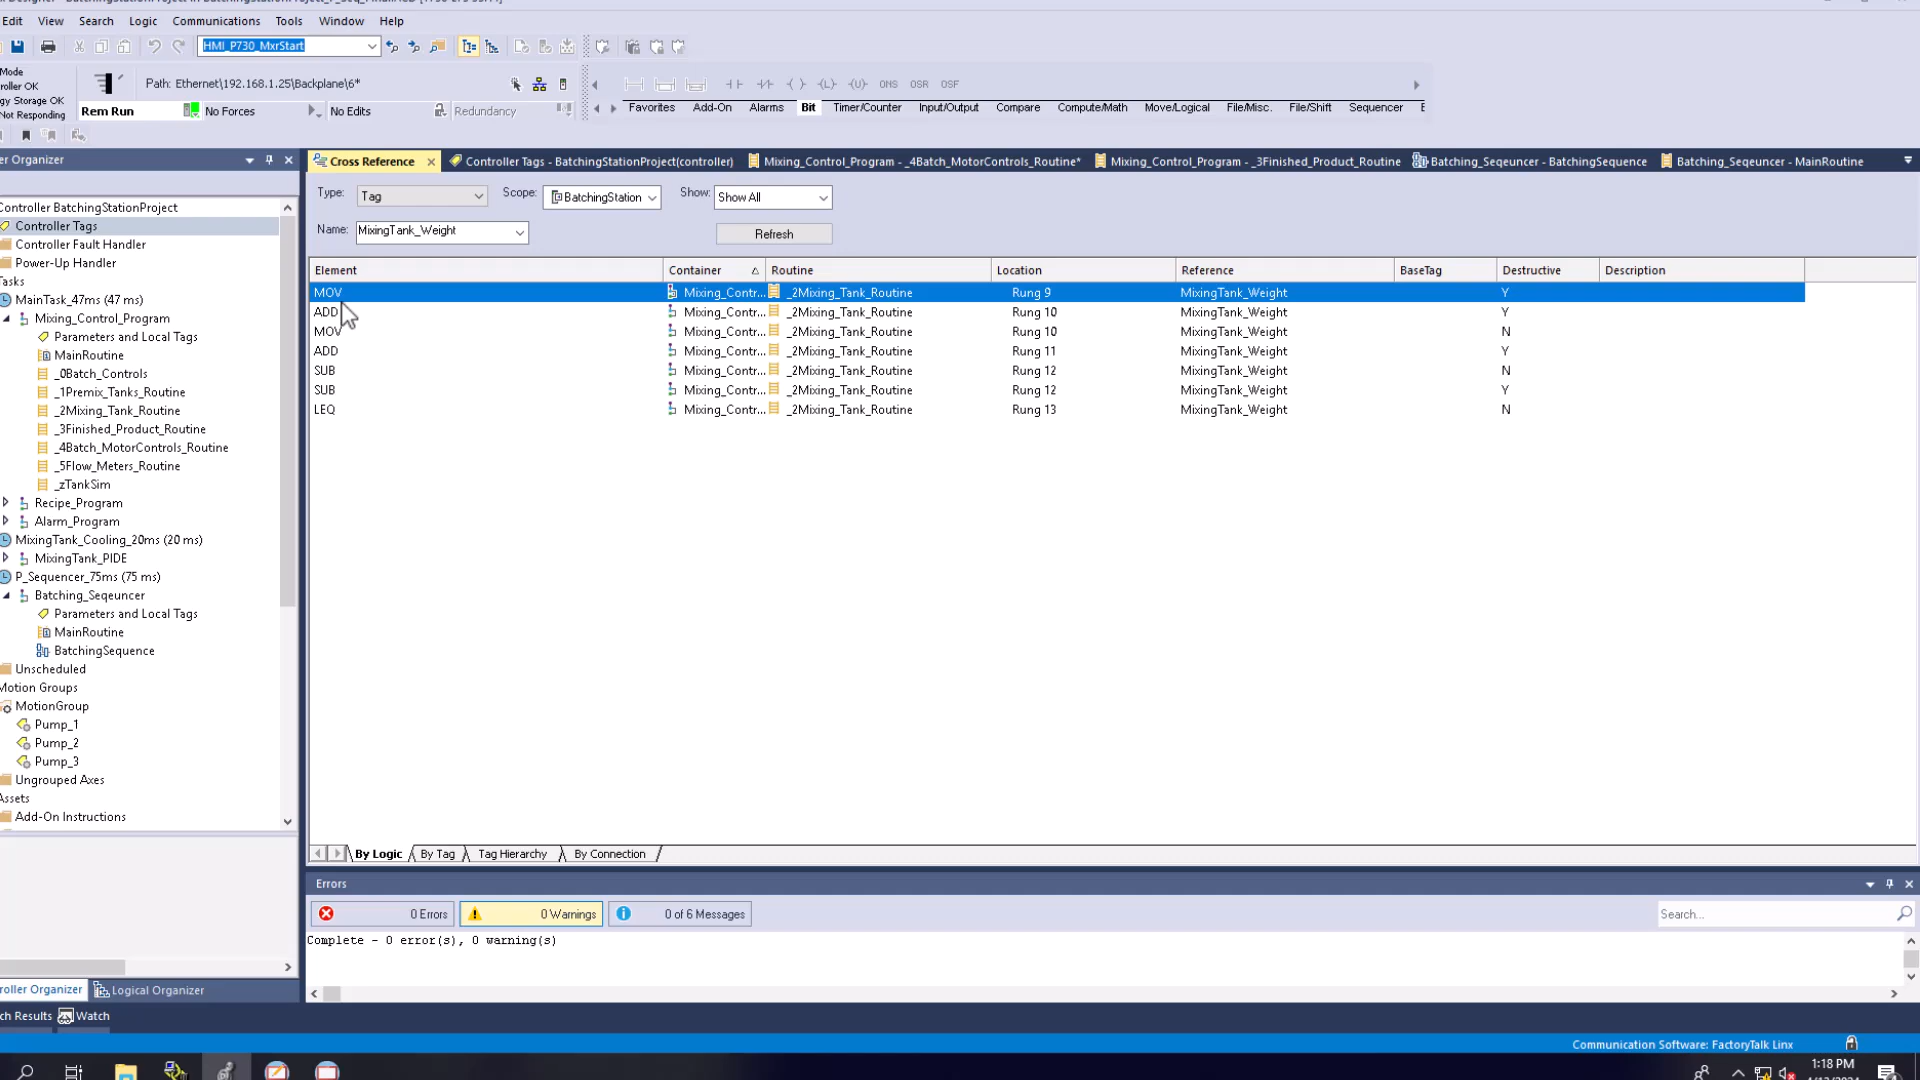 Edit View Search Logic Communications Tools Window Help
HMI_P730_MxrStart
Mode
roller OK
gy Storage OK
Not Responding
Path: Ethernet\192.168.1.25\Backplane\6*
Rem Run No Forces No Edits Redundancy
ONS OSR OSF
Favorites Add-On Alarms Bit Timer/Counter Input/Output Compare Compute/Math Move/Logical File/Misc. File/Shift Sequencer E
er Organizer
Cross Reference
Controller Tags - BatchingStationProject(controller)
Mixing_Control_Program - _4Batch_MotorControls_Routine*
Mixing_Control_Program - _3Finished_Product_Routine
Batching_Seqeuncer - BatchingSequence
Batching_Seqeuncer - MainRoutine
Type: Tag Scope: BatchingStation Show: Show All
Name: MixingTank_Weight Refresh
Controller BatchingStationProject
Controller Tags
Controller Fault Handler
Power-Up Handler
Tasks
MainTask_47ms (47 ms)
Mixing_Control_Program
Parameters and Local Tags
MainRoutine
_0Batch_Controls
_1Premix_Tanks_Routine
_2Mixing_Tank_Routine
_3Finished_Product_Routine
_4Batch_MotorControls_Routine
_5Flow_Meters_Routine
_zTankSim
Recipe_Program
Alarm_Program
MixingTank_Cooling_20ms (20 ms)
MixingTank_PIDE
P_Sequencer_75ms (75 ms)
Batching_Seqeuncer
Parameters and Local Tags
MainRoutine
BatchingSequence
Unscheduled
Motion Groups
MotionGroup
Pump_1
Pump_2
Pump_3
Ungrouped Axes
Assets
Add-On Instructions
Element Container Routine Location Reference BaseTag Destructive Description
MOV Mixing_Contr... _2Mixing_Tank_Routine Rung 9 MixingTank_Weight Y
ADD Mixing_Contr... _2Mixing_Tank_Routine Rung 10 MixingTank_Weight Y
MOV Mixing_Contr... _2Mixing_Tank_Routine Rung 10 MixingTank_Weight N
ADD Mixing_Contr... _2Mixing_Tank_Routine Rung 11 MixingTank_Weight Y
SUB Mixing_Contr... _2Mixing_Tank_Routine Rung 12 MixingTank_Weight N
SUB Mixing_Contr... _2Mixing_Tank_Routine Rung 12 MixingTank_Weight Y
LEQ Mixing_Contr... _2Mixing_Tank_Routine Rung 13 MixingTank_Weight N
By Logic By Tag Tag Hierarchy By Connection
Errors
0 Errors 0 Warnings 0 of 6 Messages Search...
Complete - 0 error(s), 0 warning(s)
roller Organizer Logical Organizer
ch Results Watch
Communication Software: FactoryTalk Linx
1:18 PM